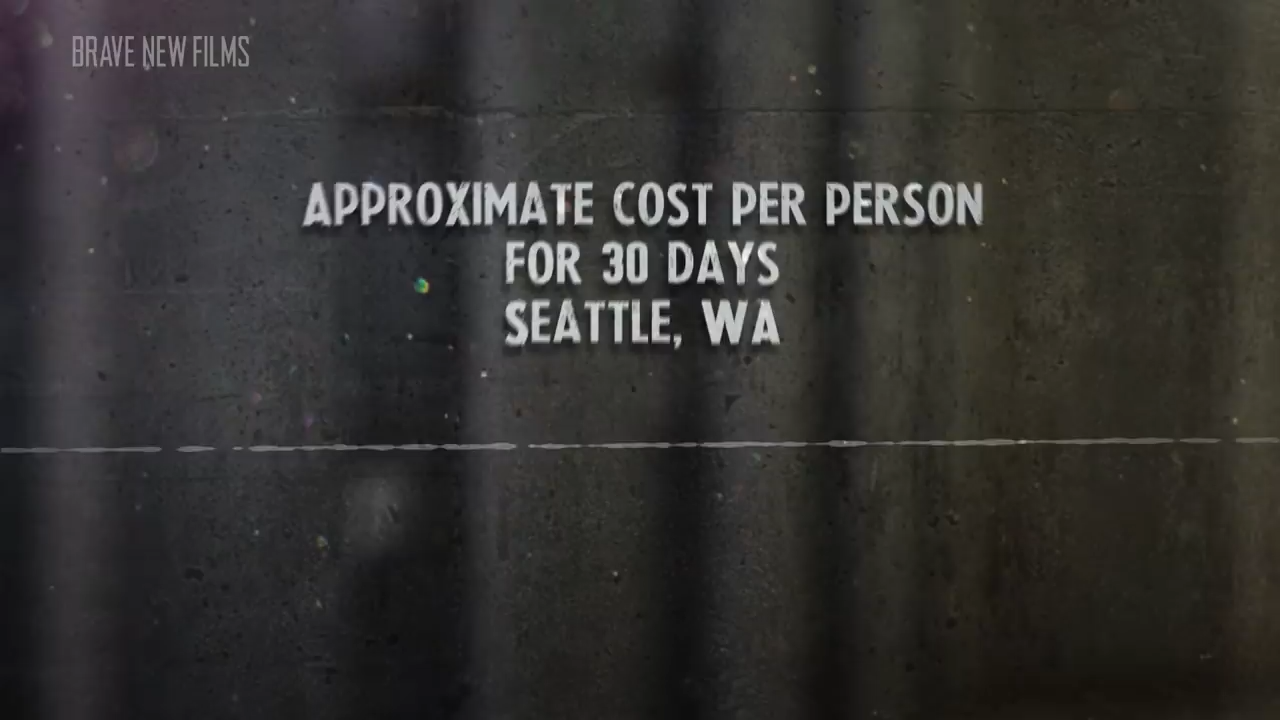 BRAVE NEW FILMS
APPROXIMATE COST PER PERSON
FOR 30 DAYS
SEATTLE, WA